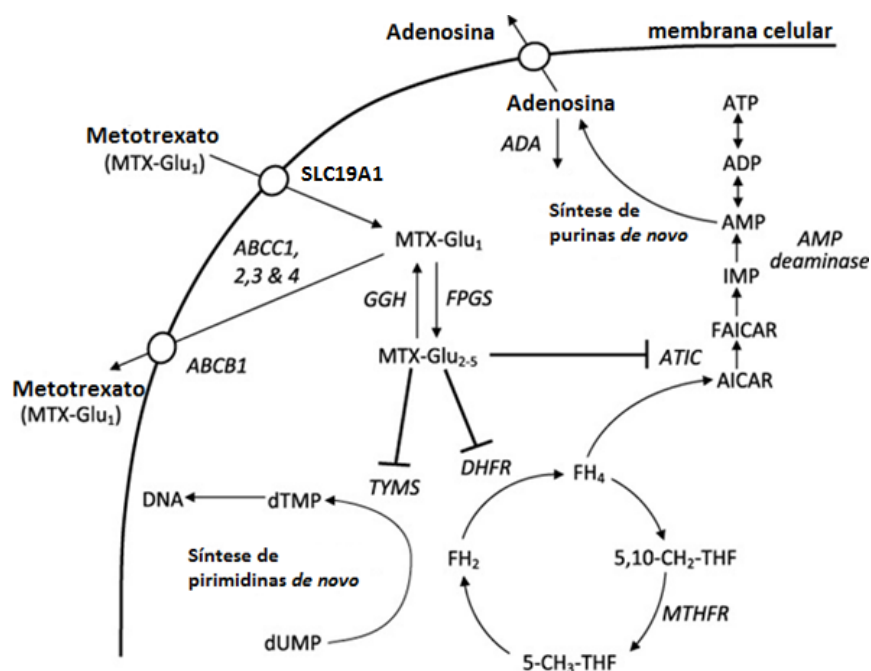 Adenosina
membrana celular
Adenosina
ATP
ADA
ADP
Metotrexato
(MTX-Glu₁)
SLC19A1
Síntese de
purinas de novo
AMP
AMP
deaminase
MTX-Glu₁
ABCC1,
2,3 & 4
IMP
GGH
FPGS
FAICAR
MTX-Glu₂₋₅
ATIC
ABCB1
AICAR
Metotrexato
(MTX-Glu₁)
TYMS
DHFR
FH₄
DNA
dTMP
Síntese de
pirimidinas de novo
FH₂
5,10-CH₂-THF
MTHFR
dUMP
5-CH₃-THF